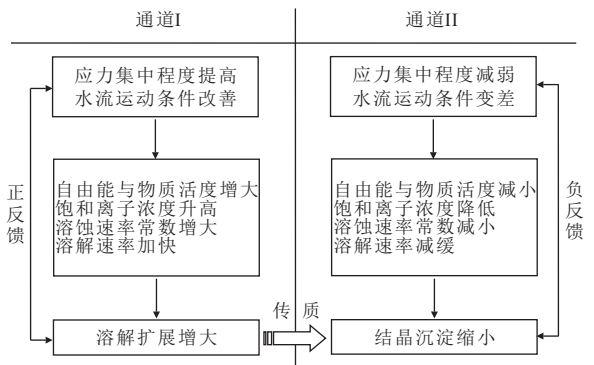 通道I
通道II
应力集中程度提高
水流运动条件改善
应力集中程度减弱
水流运动条件变差
正反馈
自由能与物质活度增大
饱和离子浓度升高
溶蚀速率常数增大
溶解速率加快
自由能与物质活度减小
饱和离子浓度降低
溶蚀速率常数减小
溶解速率减缓
负反馈
传 质
溶解扩展增大
结晶沉淀缩小